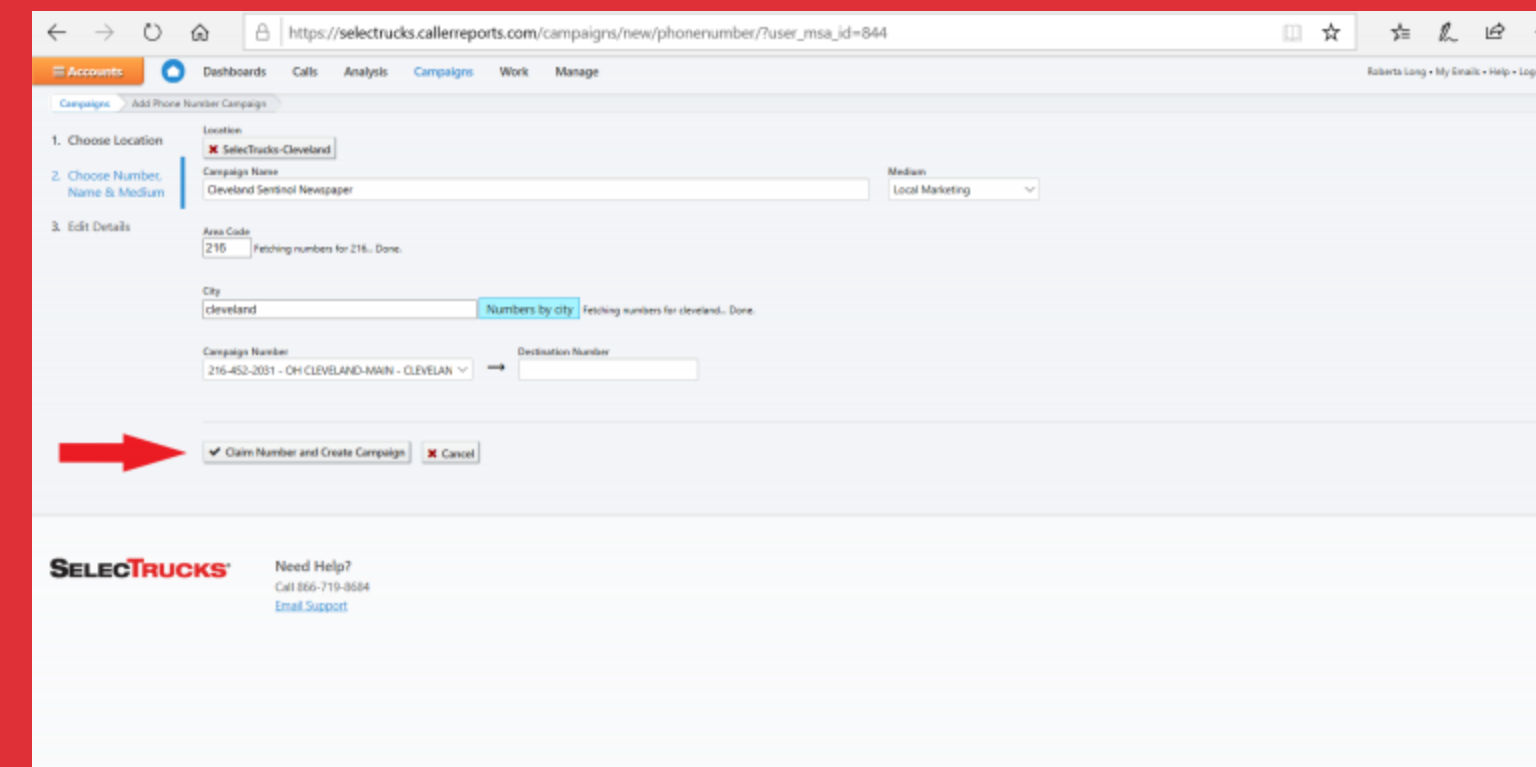 https://selectrucks.callerreports.com/campaigns/new/phonenumber/?user_msa_id=844
Accounts Dashboards Calls Analysis Campaigns Work Manage Roberta Long • My Emails • Help • Log
Campaigns Add Phone Number Campaign
1. Choose Location
2. Choose Number, Name & Medium
3. Edit Details
Location
SelecTrucks-Cleveland
Campaign Name Medium
Cleveland Sentinol Newspaper Local Marketing
Area Code
216 Fetching numbers for 216... Done.
City
cleveland Numbers by city Fetching numbers for cleveland... Done.
Campaign Number Destination Number
216-452-2031 - OH CLEVELAND-MAIN - CLEVELAN →
Claim Number and Create Campaign Cancel
SELECTRUCKS
Need Help?
Call 866-719-8684
Email Support